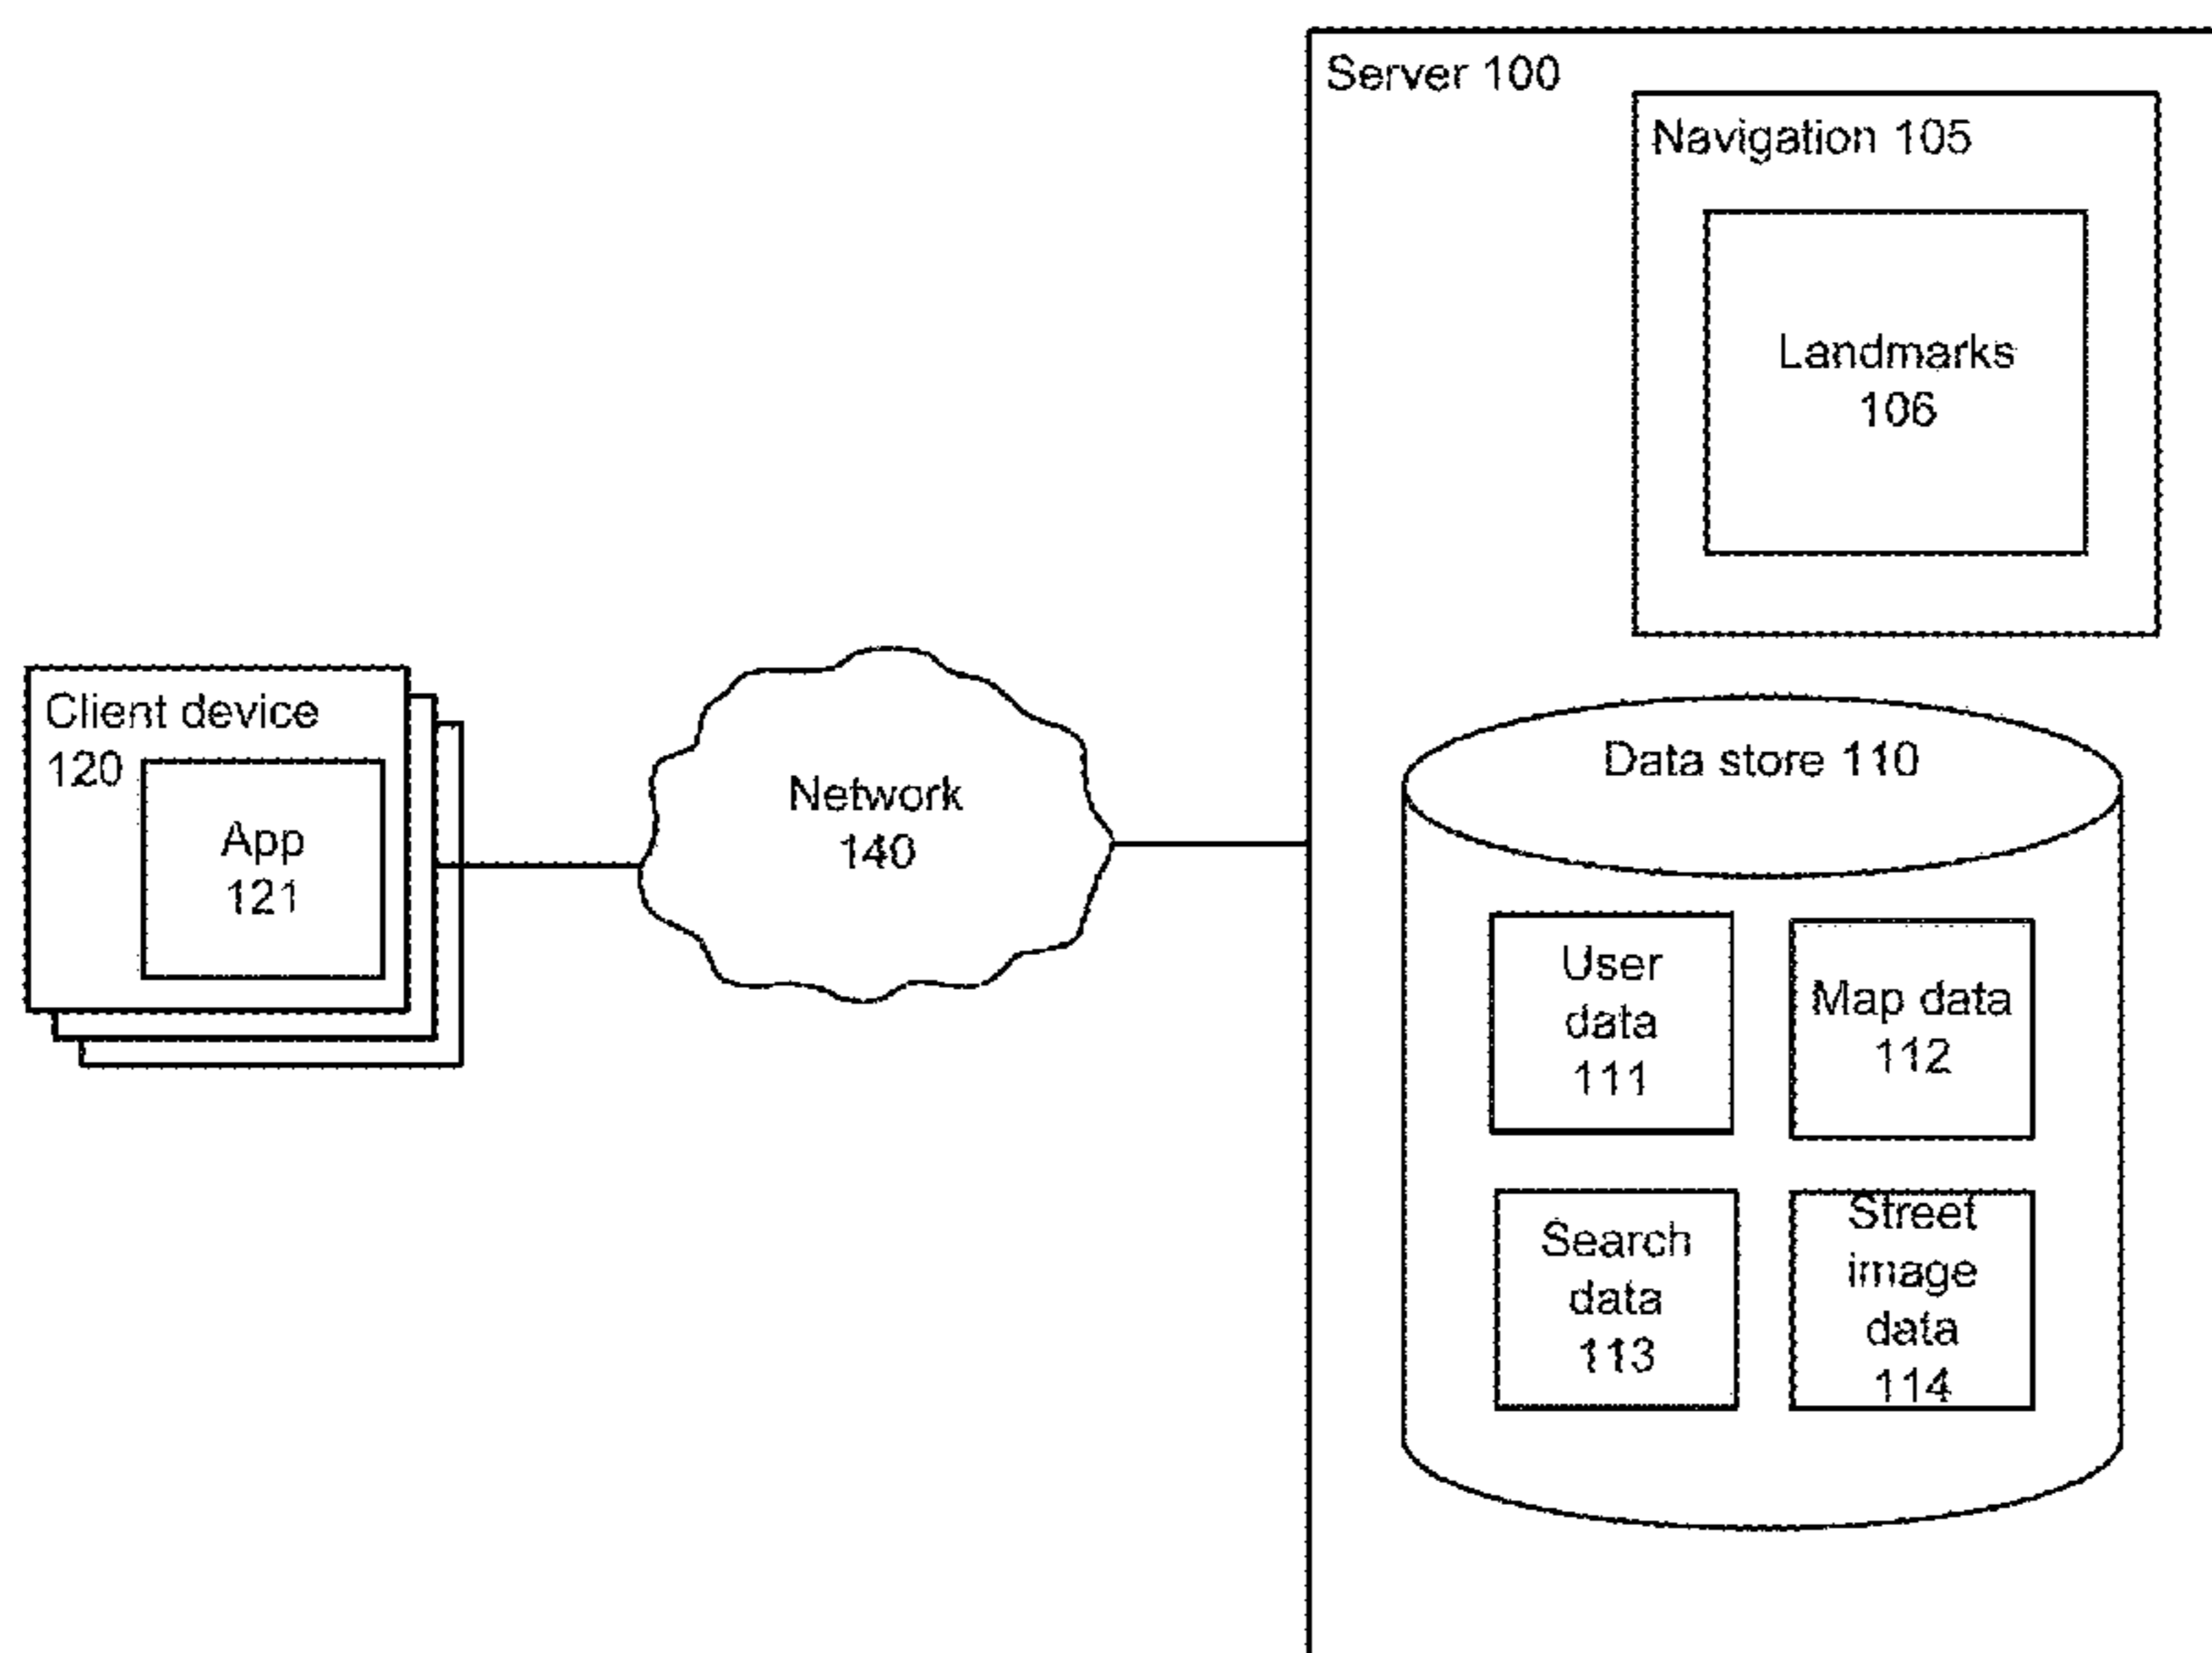 Server 100
Navigation 105
Landmarks
106
Client device
120
App
121
Network
140
Data store 110
User
data
111
Map data
112
Search
data
113
Street
image
data
114